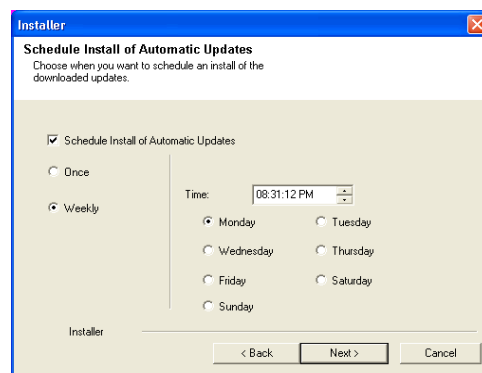 Installer
Schedule Install of Automatic Updates
Choose when you want to schedule an install of the
downloaded updates.
Schedule Install of Automatic Updates
Once
Weekly
Time: 08:31:12 PM
Monday Tuesday
Wednesday Thursday
Friday Saturday
Sunday
Installer
< Back Next > Cancel